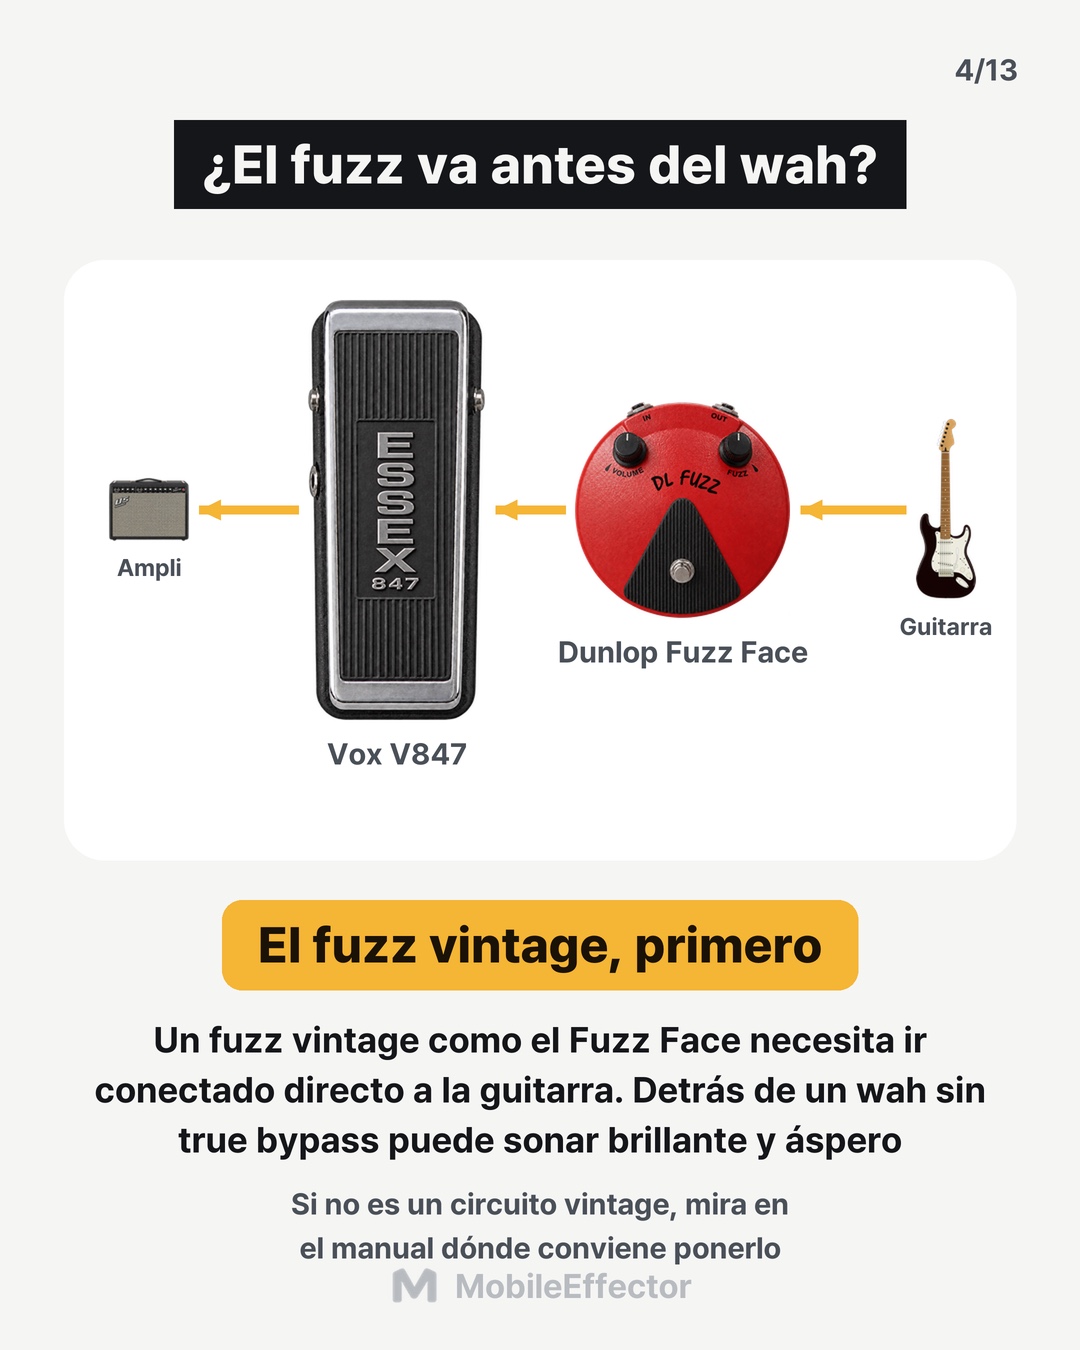 4/13
¿El fuzz va antes del wah?
ESSEX
847
IN
OUT
VOLUME
FUZZ
DL FUZZ
Ampli
Guitarra
Dunlop Fuzz Face
Vox V847
El fuzz vintage, primero
Un fuzz vintage como el Fuzz Face necesita ir
conectado directo a la guitarra. Detrás de un wah sin
true bypass puede sonar brillante y áspero
Si no es un circuito vintage, mira en
el manual dónde conviene ponerlo
MobileEffector